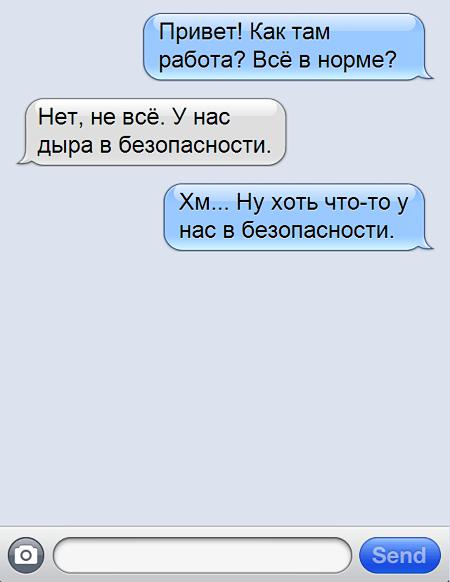 Привет! Как там
работа? Всё в норме?
Нет, не всё. У нас
дыра в безопасности.
Хм... Ну хоть что-то у
нас в безопасности.
Send